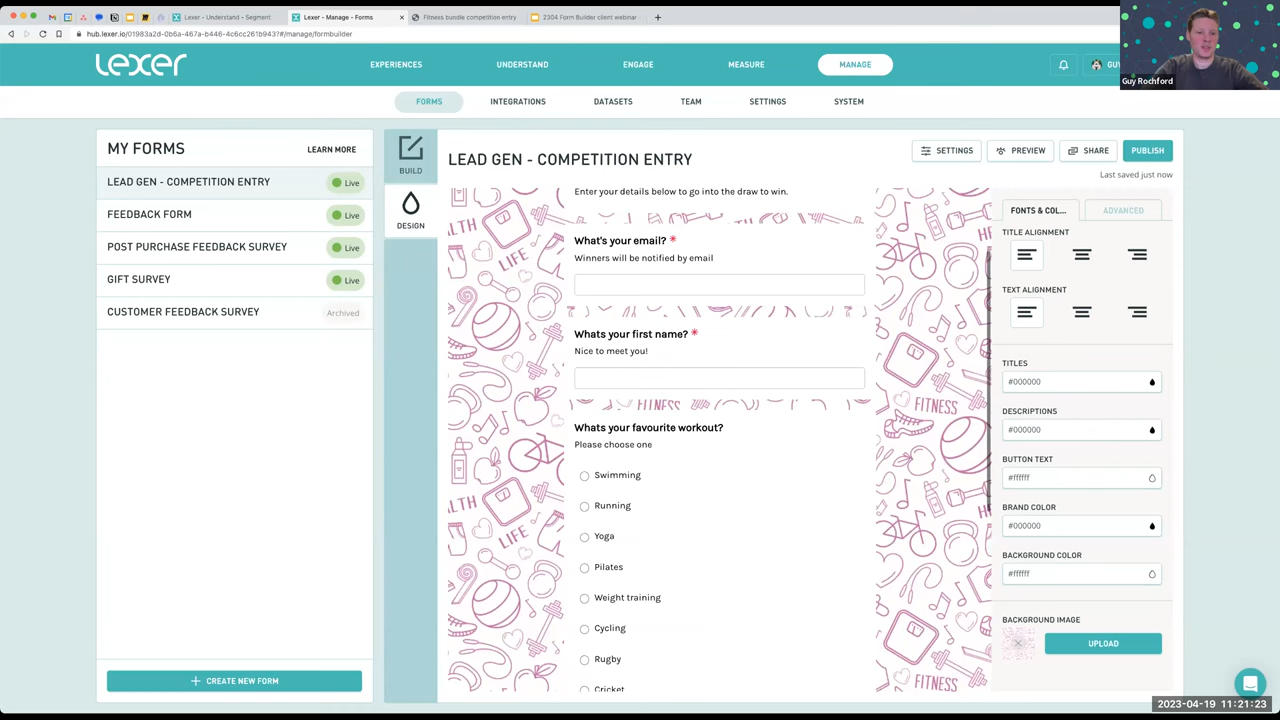 Lexer - Understand - Segment
Lexer - Manage - Forms
Fitness bundle competition entry
2304 Form Builder client webinar
hub.lexer.io/01983a2d-0b6a-467a-b446-4c6cc261b943?#/manage/formbuilder
Guy Rochford
Lexer
EXPERIENCES
UNDERSTAND
ENGAGE
MEASURE
MANAGE
GUY
FORMS
INTEGRATIONS
DATASETS
TEAM
SETTINGS
SYSTEM
MY FORMS
LEARN MORE
LEAD GEN - COMPETITION ENTRY
Live
FEEDBACK FORM
Live
POST PURCHASE FEEDBACK SURVEY
Live
GIFT SURVEY
Live
CUSTOMER FEEDBACK SURVEY
Archived
CREATE NEW FORM
BUILD
DESIGN
LEAD GEN - COMPETITION ENTRY
SETTINGS
PREVIEW
SHARE
PUBLISH
Last saved just now
Enter your details below to go into the draw to win.
What's your email? *
Winners will be notified by email
Whats your first name? *
Nice to meet you!
Whats your favourite workout?
Please choose one
Swimming
Running
Yoga
Pilates
Weight training
Cycling
Rugby
Cricket
LIFE
FITNESS
LIFE
FITNESS
FITNESS
FONTS & COL...
ADVANCED
TITLE ALIGNMENT
TEXT ALIGNMENT
TITLES
#000000
DESCRIPTIONS
#000000
BUTTON TEXT
#ffffff
BRAND COLOR
#000000
BACKGROUND COLOR
#ffffff
BACKGROUND IMAGE
UPLOAD
2023-04-19 11:21:23